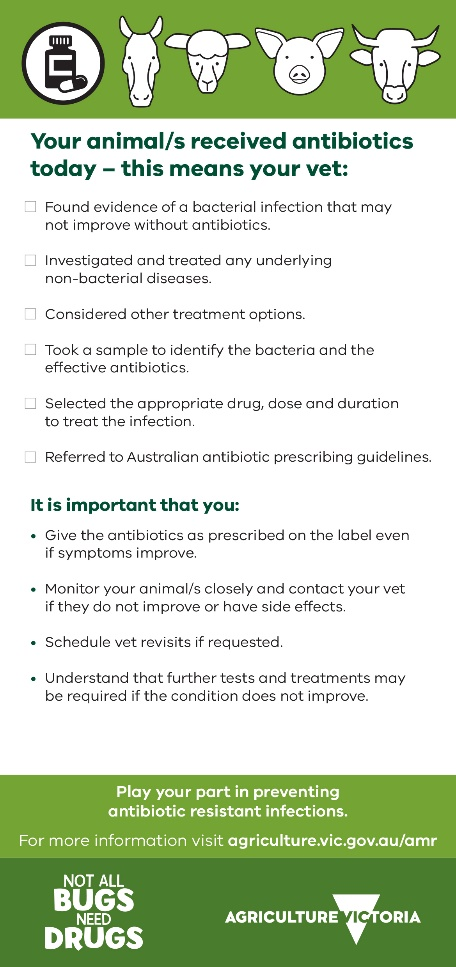 Your animal/s received antibiotics
today – this means your vet:
Found evidence of a bacterial infection that may
not improve without antibiotics.
Investigated and treated any underlying
non-bacterial diseases.
Considered other treatment options.
Took a sample to identify the bacteria and the
effective antibiotics.
Selected the appropriate drug, dose and duration
to treat the infection.
Referred to Australian antibiotic prescribing guidelines.
It is important that you:
• Give the antibiotics as prescribed on the label even
if symptoms improve.
• Monitor your animal/s closely and contact your vet
if they do not improve or have side effects.
• Schedule vet revisits if requested.
• Understand that further tests and treatments may
be required if the condition does not improve.
Play your part in preventing
antibiotic resistant infections.
For more information visit agriculture.vic.gov.au/amr
NOT ALL
BUGS
NEED
DRUGS
AGRICULTURE VICTORIA